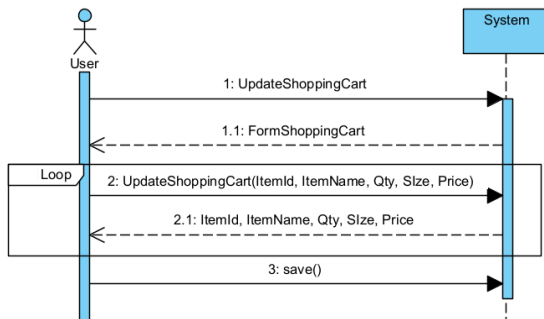 System
User
1: UpdateShoppingCart
1.1: FormShoppingCart
Loop
2: UpdateShoppingCart(ItemId, ItemName, Qty, SIze, Price)
2.1: ItemId, ItemName, Qty, SIze, Price
3: save()